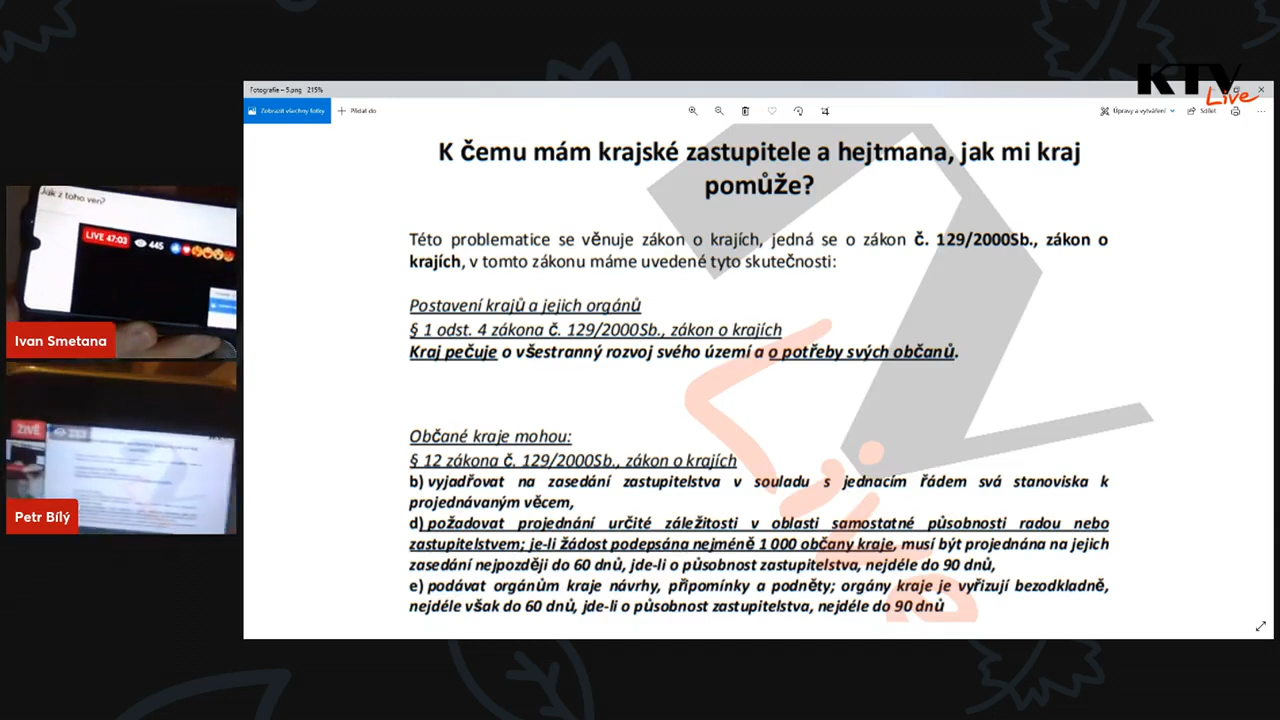 KTV
Live
Fotografie – 5.png 215%
Zobrazit všechny fotky
Přidat do
Úpravy a vytváření
Sdílet
K čemu mám krajské zastupitele a hejtmana, jak mi kraj
pomůže?
Této problematice se věnuje zákon o krajích, jedná se o zákon č. 129/2000Sb., zákon o
krajích, v tomto zákonu máme uvedené tyto skutečnosti:
Postavení krajů a jejich orgánů
§ 1 odst. 4 zákona č. 129/2000Sb., zákon o krajích
Kraj pečuje o všestranný rozvoj svého území a o potřeby svých občanů.
Občané kraje mohou:
§ 12 zákona č. 129/2000Sb., zákon o krajích
b) vyjadřovat na zasedání zastupitelstva v souladu s jednacím řádem svá stanoviska k
projednávaným věcem,
d) požadovat projednání určité záležitosti v oblasti samostatné působnosti radou nebo
zastupitelstvem; je-li žádost podepsána nejméně 1 000 občany kraje, musí být projednána na jejich
zasedání nejpozději do 60 dnů, jde-li o působnost zastupitelstva, nejdéle do 90 dnů,
e) podávat orgánům kraje návrhy, připomínky a podněty; orgány kraje je vyřizují bezodkladně,
nejdéle však do 60 dnů, jde-li o působnost zastupitelstva, nejdéle do 90 dnů
Live
Jak z toho ven?
LIVE 47:03
445
Ivan Smetana
ŽIVĚ
Petr Bílý